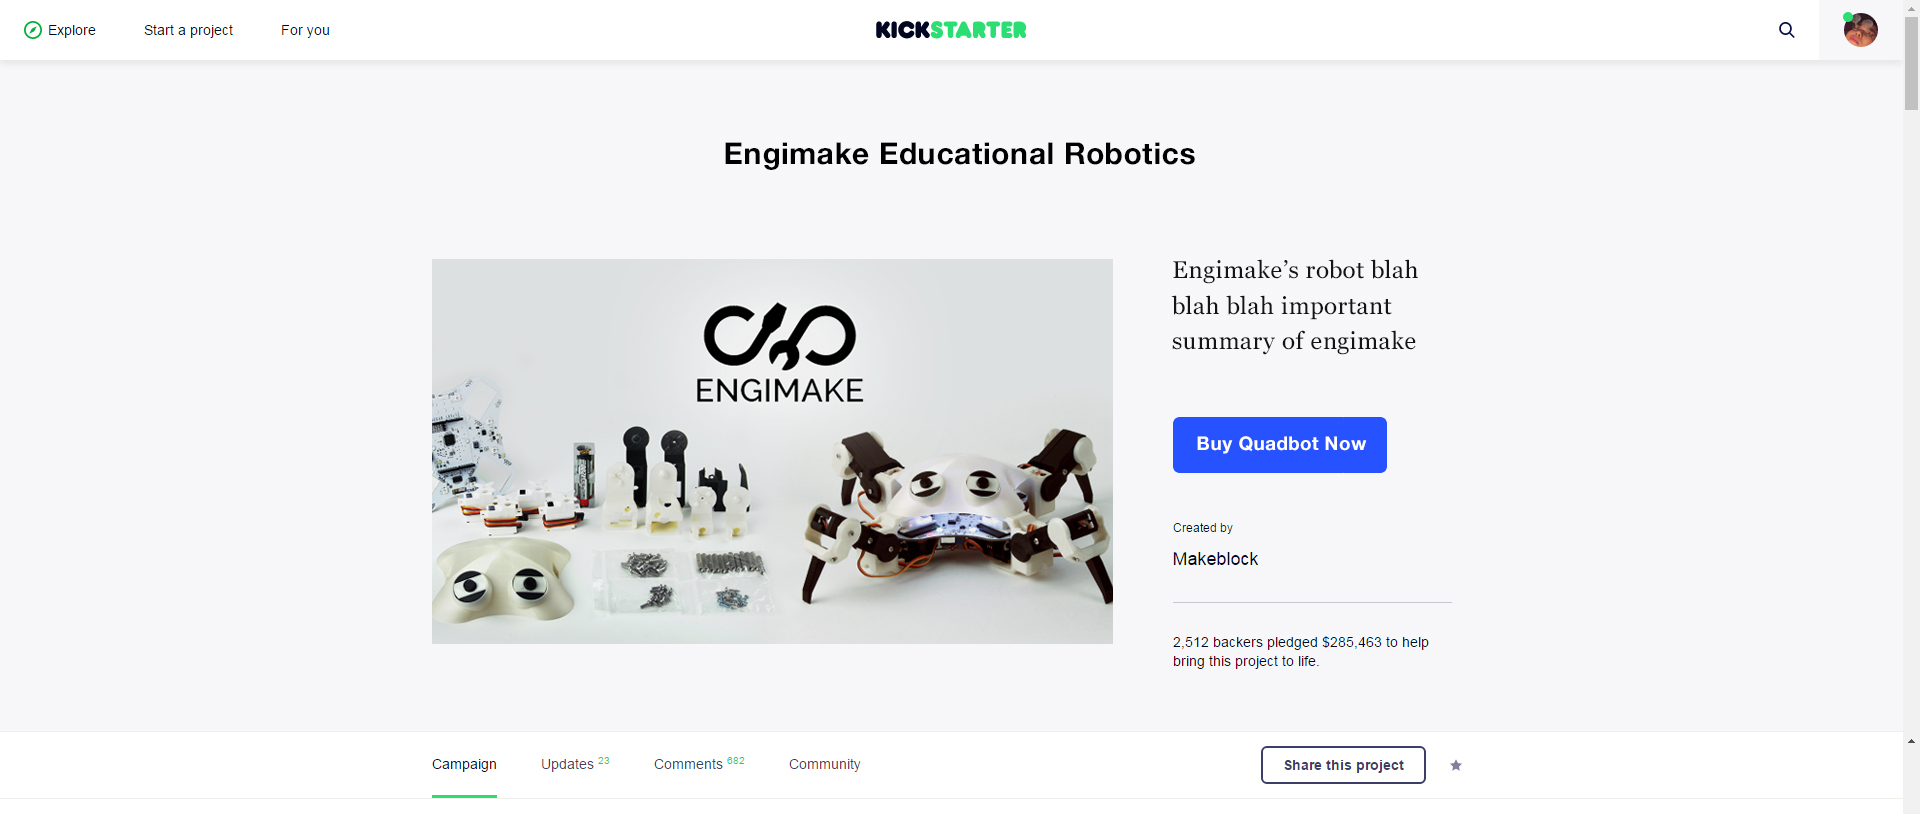 Explore
Start a project
For you
KICKSTARTER
Engimake Educational Robotics
ENGIMAKE
Engimake’s robot blah
blah blah important
summary of engimake
Buy Quadbot Now
Created by
Makeblock
2,512 backers pledged $285,463 to help
bring this project to life.
Campaign
Updates 23
Comments 682
Community
Share this project